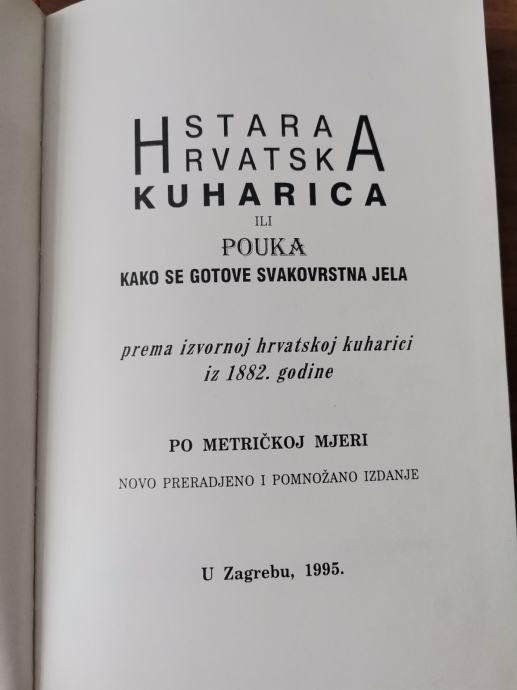 STARA
HRVATSKA
KUHARICA
ILI
POUKA
KAKO SE GOTOVE SVAKOVRSTNA JELA
prema izvornoj hrvatskoj kuharici
iz 1882. godine
PO METRIČKOJ MJERI
NOVO PRERADJENO I POMNOŽANO IZDANJE
U Zagrebu, 1995.